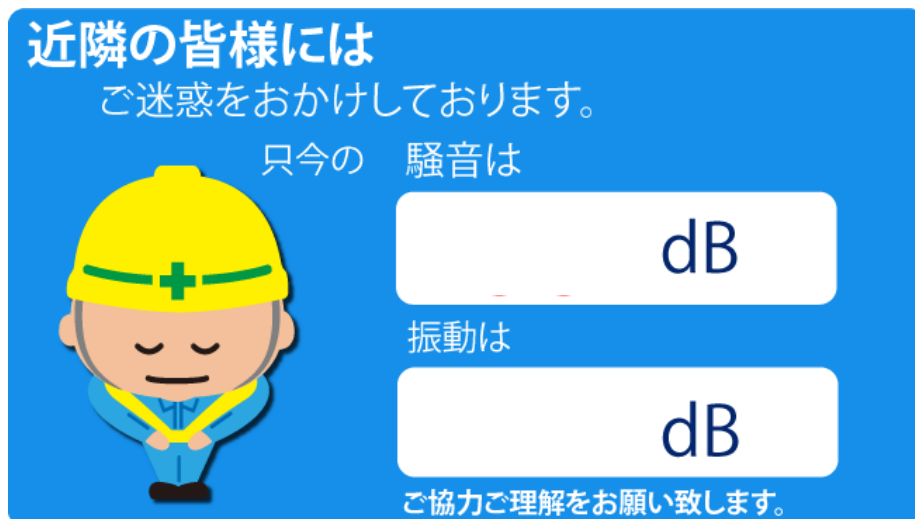 近隣の皆様には
ご迷惑をおかけしております。
只今の 騒音は
dB
振動は
dB
ご協力ご理解をお願い致します。